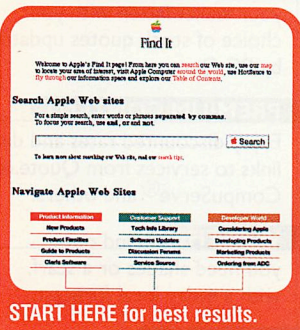 Find It
Welcome to Apple's Find It page! From here you can search our Web site, use our map
to locate your area of interest, visit Apple Computer around the world, use HotSauce to
fly through our information space and explore our Table of Contents.
Search Apple Web sites
For a simple search, enter words or phrases separated by commas.
To focus your search, use and, or and not.
Search
To learn more about searching our Web site, read our search tips.
Navigate Apple Web Sites
Product Information Customer Support Developer World
New Products Tech Info Library Considering Apple
Product Families Software Updates Developing Products
Guide to Products Discussion Forums Marketing Products
Claris Software Service Source Ordering from ADC
START HERE for best results.